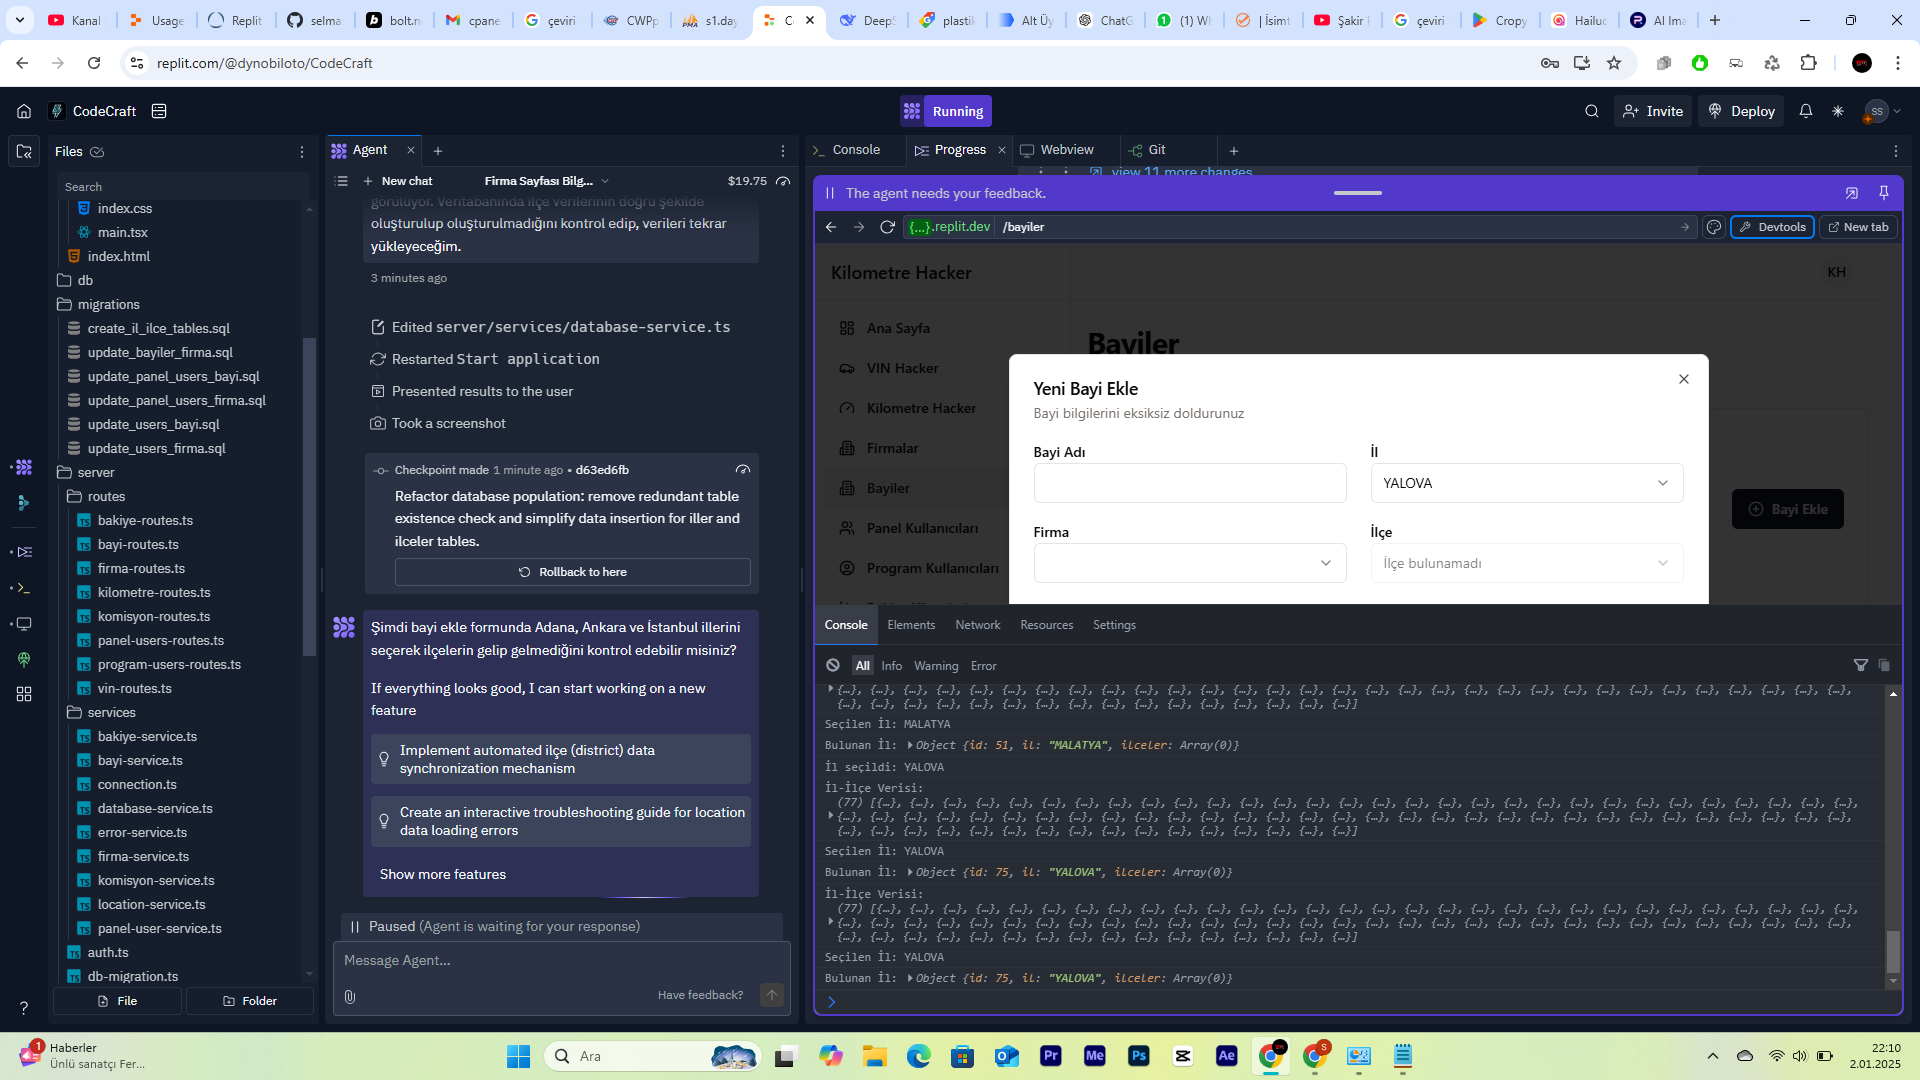 Kanal
Usage
Replit
selma
bolt.n
cpane
çeviri
CWPp
s1.day
C
DeepS
plastik
Alt Üy
ChatG
(1) W
| İsimt
Şakir
çeviri
Cropy
Hailuo
AI Ima
replit.com/@dynobiloto/CodeCraft
CodeCraft
Running
Invite
Deploy
SS
Files
Search
index.css
main.tsx
index.html
db
migrations
create_il_ilce_tables.sql
update_bayiler_firma.sql
update_panel_users_bayi.sql
update_panel_users_firma.sql
update_users_bayi.sql
update_users_firma.sql
server
routes
bakiye-routes.ts
bayi-routes.ts
firma-routes.ts
kilometre-routes.ts
komisyon-routes.ts
panel-users-routes.ts
program-users-routes.ts
vin-routes.ts
services
bakiye-service.ts
bayi-service.ts
connection.ts
database-service.ts
error-service.ts
firma-service.ts
komisyon-service.ts
location-service.ts
panel-user-service.ts
auth.ts
db-migration.ts
File
Folder
Agent
New chat
Firma Sayfası Bilg...
$19.75
görülüyor. Veritabanında ilçe verilerinin doğru şekilde
oluşturulup oluşturulmadığını kontrol edip, verileri tekrar
yükleyeceğim.
3 minutes ago
Edited server/services/database-service.ts
Restarted Start application
Presented results to the user
Took a screenshot
Checkpoint made 1 minute ago • d63ed6fb
Refactor database population: remove redundant table
existence check and simplify data insertion for iller and
ilceler tables.
Rollback to here
Şimdi bayi ekle formunda Adana, Ankara ve İstanbul illerini
seçerek ilçelerin gelip gelmediğini kontrol edebilir misiniz?
If everything looks good, I can start working on a new
feature
Implement automated ilçe (district) data
synchronization mechanism
Create an interactive troubleshooting guide for location
data loading errors
Show more features
Paused (Agent is waiting for your response)
Message Agent...
Have feedback?
Console
Progress
Webview
Git
view 11 more changes
The agent needs your feedback.
{...}.replit.dev
/bayiler
Devtools
New tab
Kilometre Hacker
KH
Ana Sayfa
VIN Hacker
Kilometre Hacker
Firmalar
Bayiler
Panel Kullanıcıları
Program Kullanıcıları
Bayiler
Bayi Ekle
Yeni Bayi Ekle
Bayi bilgilerini eksiksiz doldurunuz
Bayi Adı
İl
YALOVA
Firma
İlçe
İlçe bulunamadı
Console
Elements
Network
Resources
Settings
All
Info
Warning
Error
{…}, {…}, {…}, {…}, {…}, {…}, {…}, {…}, {…}, {…}, {…}, {…}, {…}, {…}, {…}, {…}, {…}, {…}, {…}, {…}, {…}, {…}, {…}, {…}, {…}, {…}, {…}, {…}, {…}, {…}, {…},
{…}, {…}, {…}, {…}, {…}, {…}, {…}, {…}, {…}, {…}, {…}, {…}, {…}, {…}, {…}, {…}]
Seçilen İl: MALATYA
Bulunan İl: Object {id: 51, il: "MALATYA", ilceler: Array(0)}
İl seçildi: YALOVA
İl-İlçe Verisi:
(77) [{…}, {…}, {…}, {…}, {…}, {…}, {…}, {…}, {…}, {…}, {…}, {…}, {…}, {…}, {…}, {…}, {…}, {…}, {…}, {…}, {…}, {…}, {…}, {…}, {…}, {…}, {…}, {…}, {…}, {…},
{…}, {…}, {…}, {…}, {…}, {…}, {…}, {…}, {…}, {…}, {…}, {…}, {…}, {…}, {…}, {…}, {…}, {…}, {…}, {…}, {…}, {…}, {…}, {…}, {…}, {…}, {…}, {…}, {…}, {…}, {…},
{…}, {…}, {…}, {…}, {…}, {…}, {…}, {…}, {…}, {…}, {…}, {…}, {…}, {…}, {…}, {…}]
Seçilen İl: YALOVA
Bulunan İl: Object {id: 75, il: "YALOVA", ilceler: Array(0)}
İl-İlçe Verisi:
(77) [{…}, {…}, {…}, {…}, {…}, {…}, {…}, {…}, {…}, {…}, {…}, {…}, {…}, {…}, {…}, {…}, {…}, {…}, {…}, {…}, {…}, {…}, {…}, {…}, {…}, {…}, {…}, {…}, {…}, {…},
{…}, {…}, {…}, {…}, {…}, {…}, {…}, {…}, {…}, {…}, {…}, {…}, {…}, {…}, {…}, {…}, {…}, {…}, {…}, {…}, {…}, {…}, {…}, {…}, {…}, {…}, {…}, {…}, {…}, {…}, {…},
{…}, {…}, {…}, {…}, {…}, {…}, {…}, {…}, {…}, {…}, {…}, {…}, {…}, {…}, {…}, {…}]
Seçilen İl: YALOVA
Bulunan İl: Object {id: 75, il: "YALOVA", ilceler: Array(0)}
1
Haberler
Ünlü sanatçı Fer...
Ara
22:10
2.01.2025